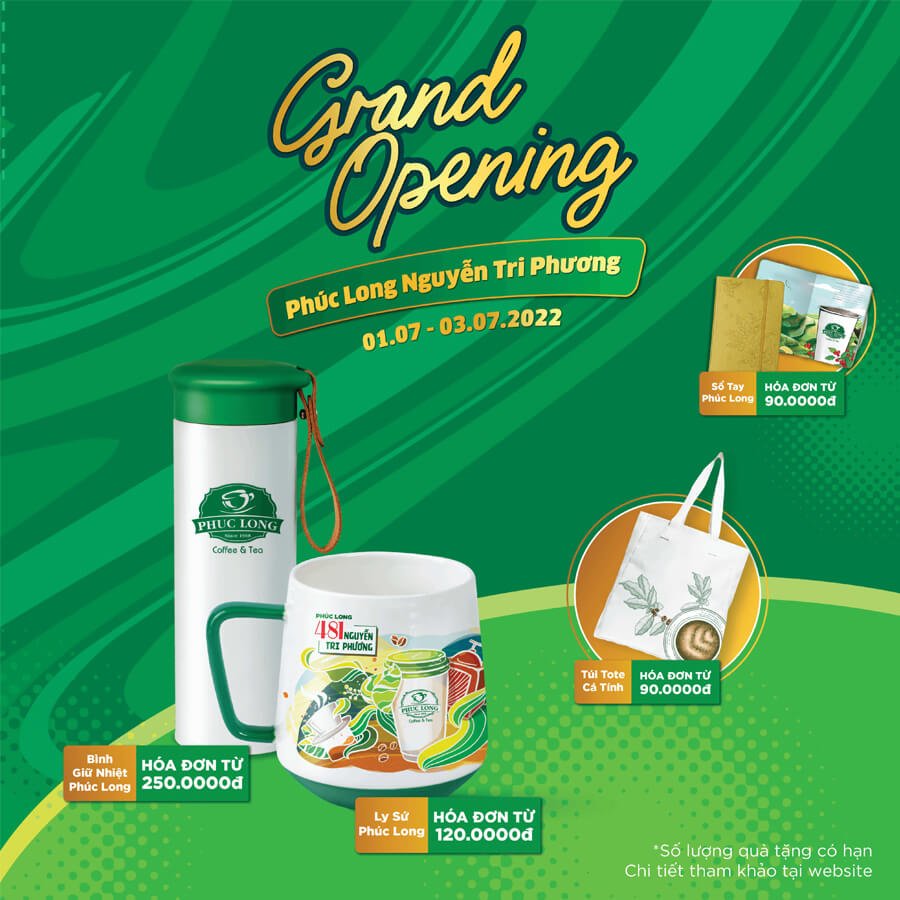 Grand
Opening
Phúc Long Nguyễn Tri Phương
01.07 - 03.07.2022
Sổ Tay
Phúc Long
HÓA ĐƠN TỪ
90.0000đ
PHUC LONG
Since 1968
Coffee & Tea
PHÚC LONG
481 NGUYỄN
TRI PHƯƠNG
PHUC LONG
Coffee & Tea
Túi Tote
Cá Tính
HÓA ĐƠN TỪ
90.0000đ
Bình
Giữ Nhiệt
Phúc Long
HÓA ĐƠN TỪ
250.0000đ
Ly Sứ
Phúc Long
HÓA ĐƠN TỪ
120.0000đ
*Số lượng quà tặng có hạn
Chi tiết tham khảo tại website